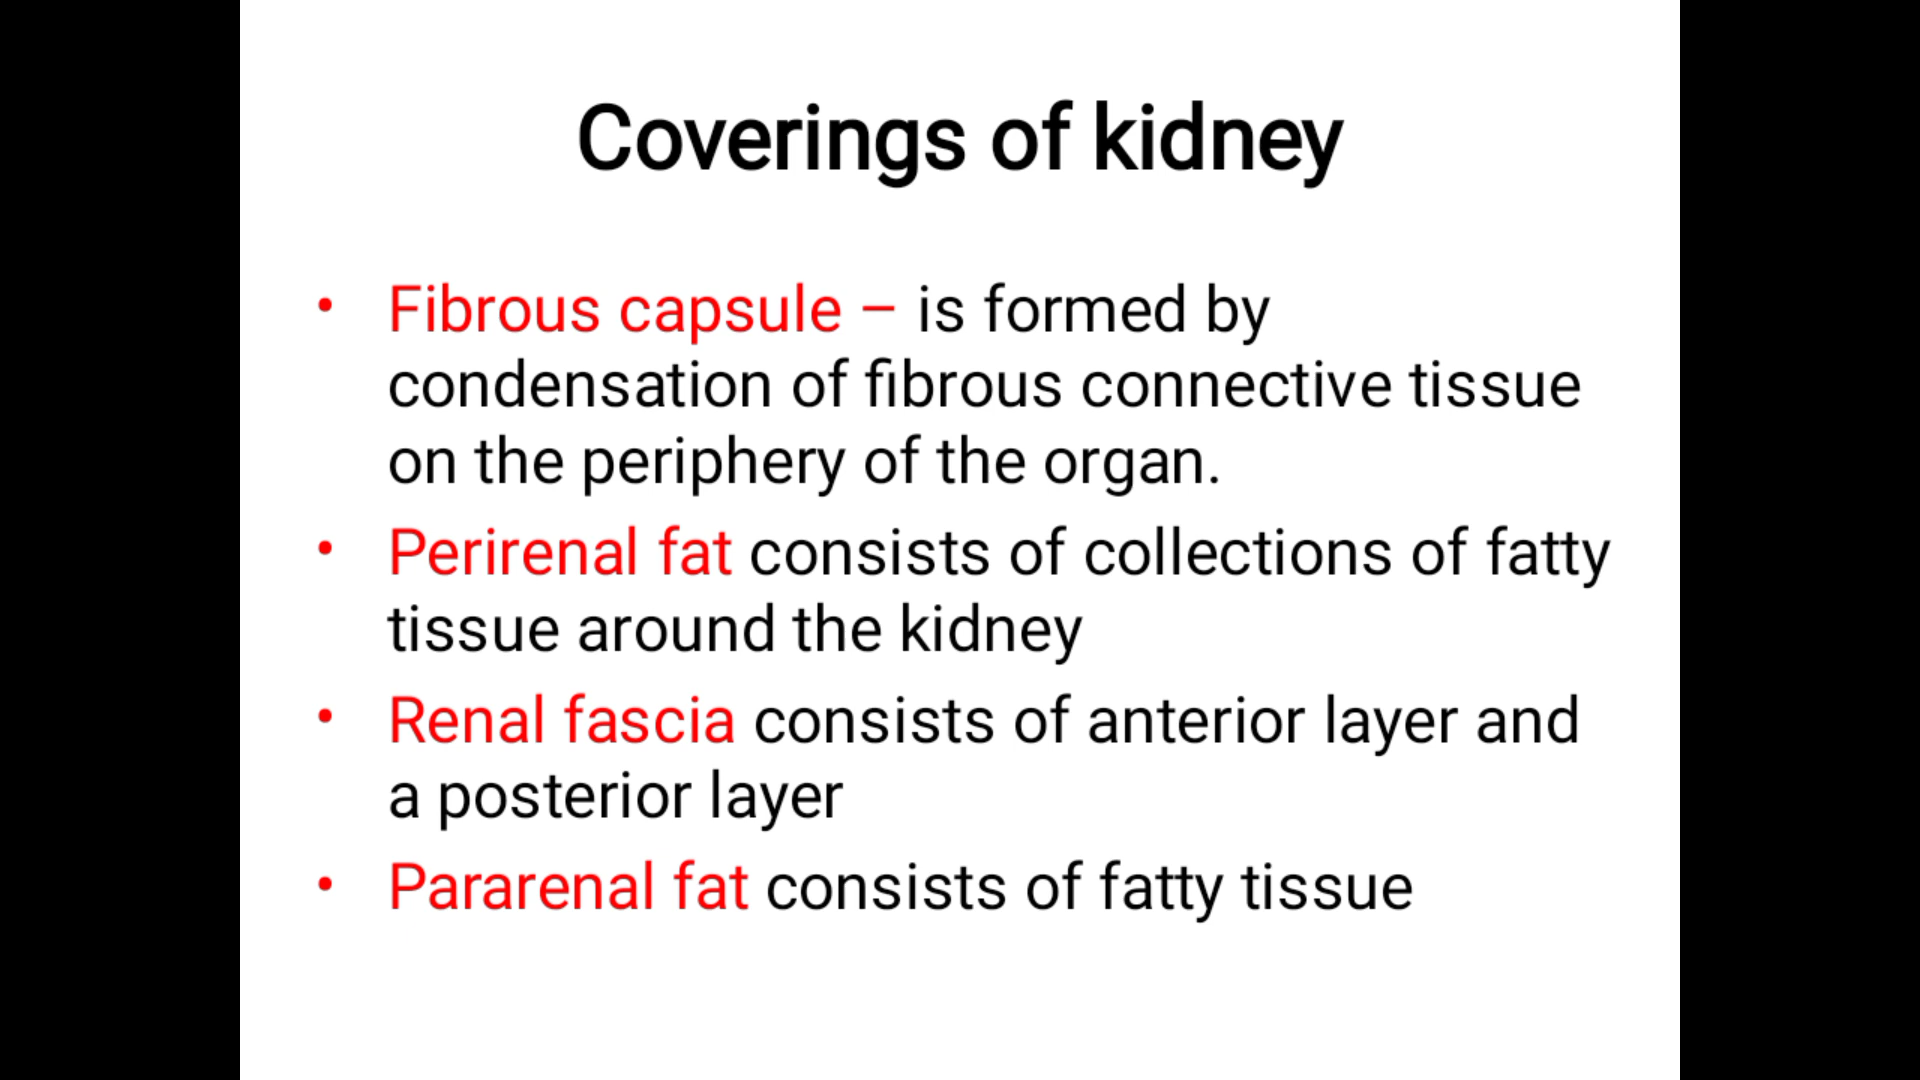 Coverings of kidney
• Fibrous capsule – is formed by
condensation of fibrous connective tissue
on the periphery of the organ.
• Perirenal fat consists of collections of fatty
tissue around the kidney
• Renal fascia consists of anterior layer and
a posterior layer
• Pararenal fat consists of fatty tissue